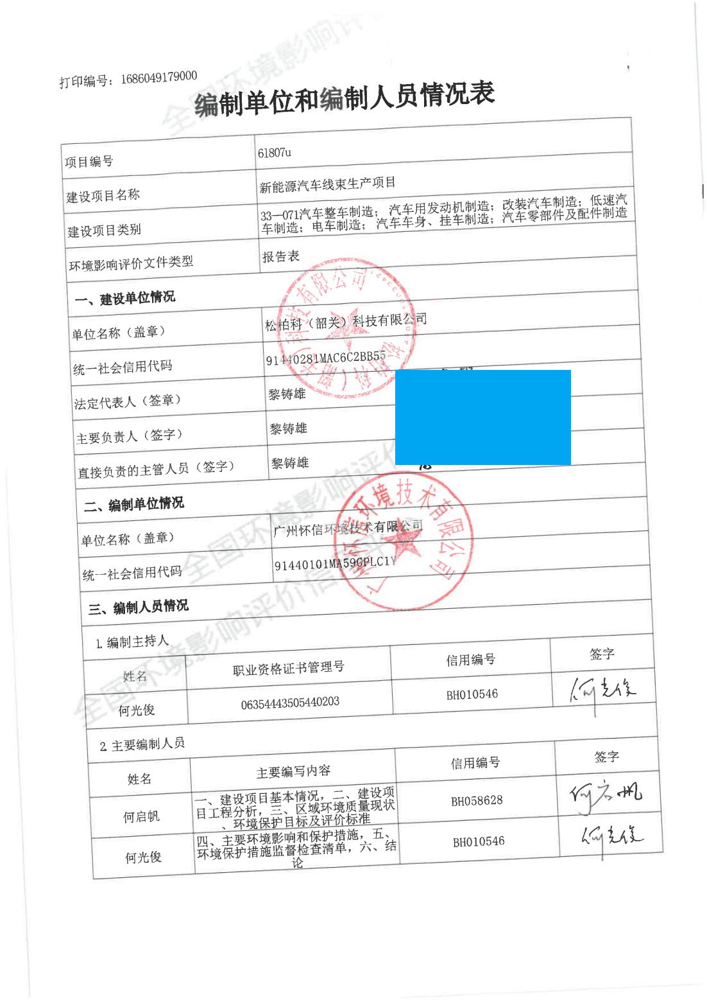 打印编号：1686049179000
编制单位和编制人员情况表
项目编号 61807u
建设项目名称 新能源汽车线束生产项目
建设项目类别 33—071汽车整车制造；汽车用发动机制造；改装汽车制造；低速汽
车制造；电车制造；汽车车身、挂车制造；汽车零部件及配件制造
环境影响评价文件类型 报告表
一、建设单位情况
单位名称（盖章） 松柏科（韶关）科技有限公司
统一社会信用代码 91440281MAC6C2BB55
法定代表人（签章） 黎铸雄
主要负责人（签字） 黎铸雄
直接负责的主管人员（签字） 黎铸雄
二、编制单位情况
单位名称（盖章） 广州怀信环境技术有限公司
统一社会信用代码 91440101MA59GPLC1Y
广州怀信环境技术有限公司
三、编制人员情况
1.编制主持人
姓名 职业资格证书管理号 信用编号 签字
何光俊 06354443505440203 BH010546 何光俊
2.主要编制人员
姓名 主要编写内容 信用编号 签字
何启帆 一、建设项目基本情况，二、建设项
目工程分析，三、区域环境质量现状
、环境保护目标及评价标准 BH058628 何启帆
何光俊 四、主要环境影响和保护措施，五、
环境保护措施监督检查清单，六、结
论 BH010546 何光俊